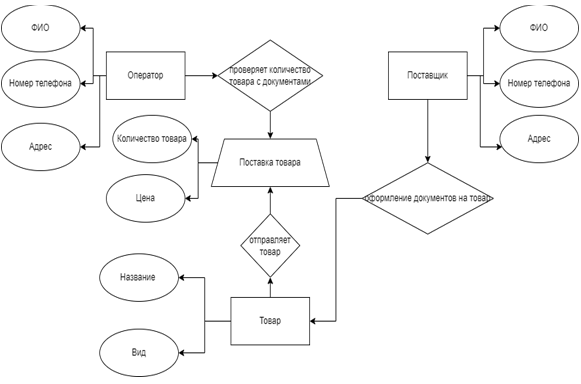 ФИО
ФИО
Оператор
проверяет количество
товара с документами
Поставщик
Номер телефона
Номер телефона
Количество товара
Адрес
Адрес
Поставка товара
Цена
оформление документов на товар
отправляет
товар
Название
Товар
Вид